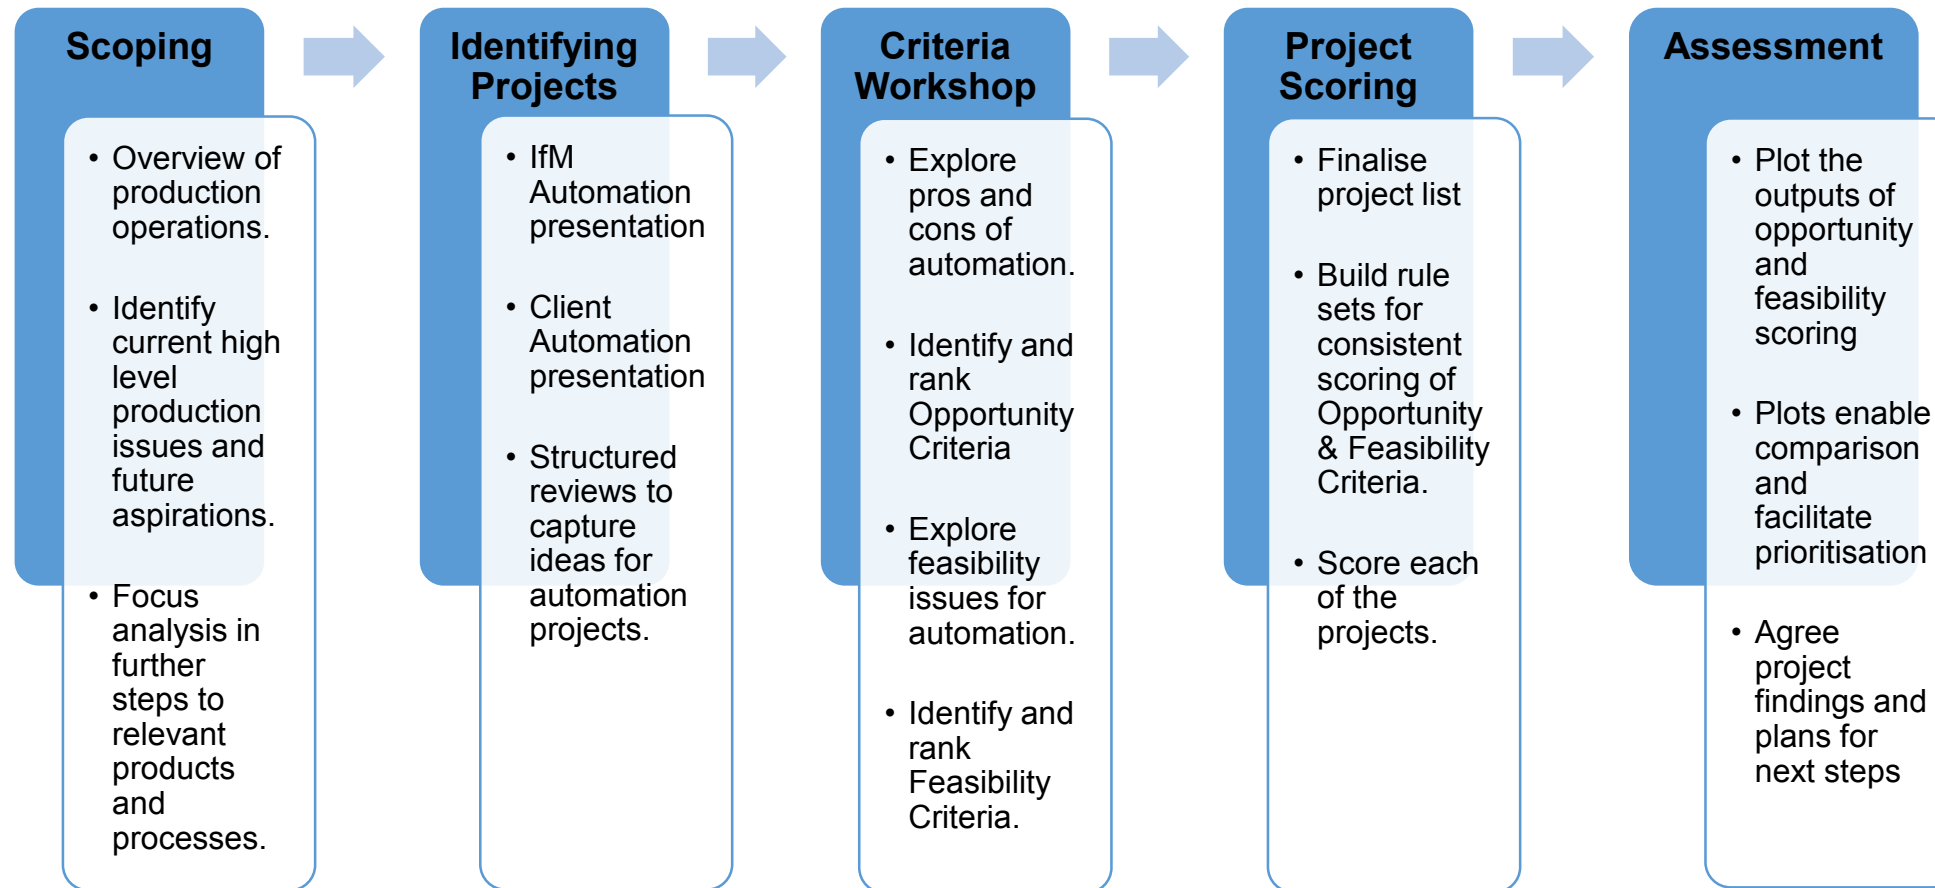 Scoping
• Overview of
production
operations.
• Identify
current high
level
production
issues and
future
aspirations.
• Focus
analysis in
further
steps to
relevant
products
and
processes.
Identifying
Projects
• IfM
Automation
presentation
• Client
Automation
presentation
• Structured
reviews to
capture
ideas for
automation
projects.
Criteria
Workshop
• Explore
pros and
cons of
automation.
• Identify and
rank
Opportunity
Criteria
• Explore
feasibility
issues for
automation.
• Identify and
rank
Feasibility
Criteria.
Project
Scoring
• Finalise
project list
• Build rule
sets for
consistent
scoring of
Opportunity
& Feasibility
Criteria.
• Score each
of the
projects.
Assessment
• Plot the
outputs of
opportunity
and
feasibility
scoring
• Plots enable
comparison
and
facilitate
prioritisation
• Agree
project
findings and
plans for
next steps